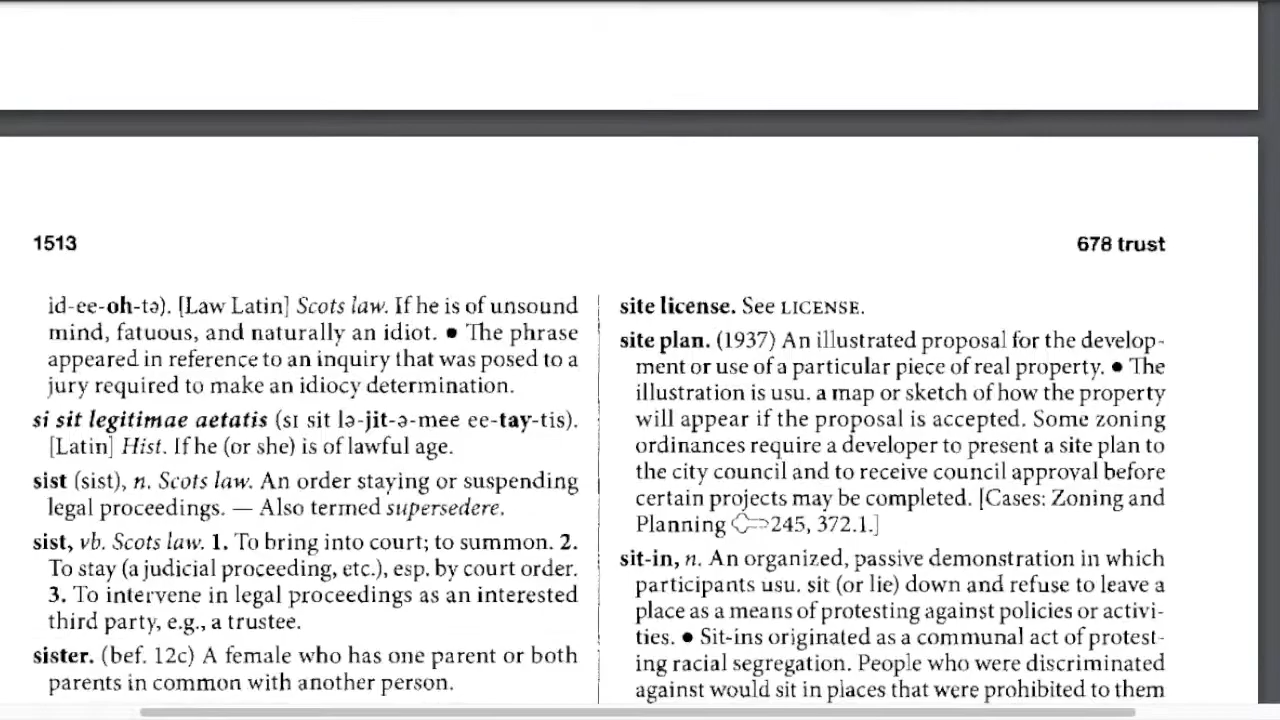 1513
678 trust
id-ee-oh-tə). [Law Latin] Scots law. If he is of unsound
mind, fatuous, and naturally an idiot. • The phrase
appeared in reference to an inquiry that was posed to a
jury required to make an idiocy determination.
si sit legitimae aetatis (sɪ sit lə-jit-ə-mee ee-tay-tis).
[Latin] Hist. If he (or she) is of lawful age.
sist (sist), n. Scots law. An order staying or suspending
legal proceedings. — Also termed supersedere.
sist, vb. Scots law. 1. To bring into court; to summon. 2.
To stay (a judicial proceeding, etc.), esp. by court order.
3. To intervene in legal proceedings as an interested
third party, e.g., a trustee.
sister. (bef. 12c) A female who has one parent or both
parents in common with another person.
site license. See LICENSE.
site plan. (1937) An illustrated proposal for the develop-
ment or use of a particular piece of real property. • The
illustration is usu. a map or sketch of how the property
will appear if the proposal is accepted. Some zoning
ordinances require a developer to present a site plan to
the city council and to receive council approval before
certain projects may be completed. [Cases: Zoning and
Planning 245, 372.1.]
sit-in, n. An organized, passive demonstration in which
participants usu. sit (or lie) down and refuse to leave a
place as a means of protesting against policies or activi-
ties. • Sit-ins originated as a communal act of protest-
ing racial segregation. People who were discriminated
against would sit in places that were prohibited to them